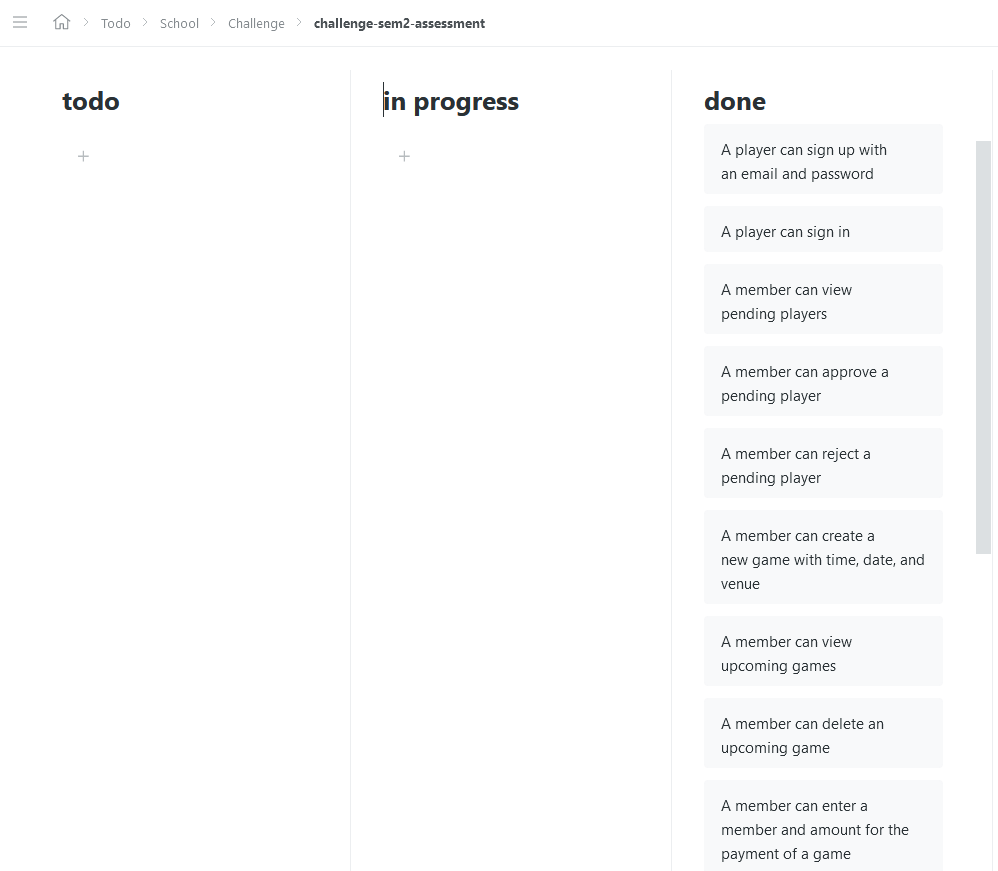 Todo School Challenge challenge-sem2-assessment
todo
in progress
done
A player can sign up with
an email and password
A player can sign in
A member can view
pending players
A member can approve a
pending player
A member can reject a
pending player
A member can create a
new game with time, date, and
venue
A member can view
upcoming games
A member can delete an
upcoming game
A member can enter a
member and amount for the
payment of a game